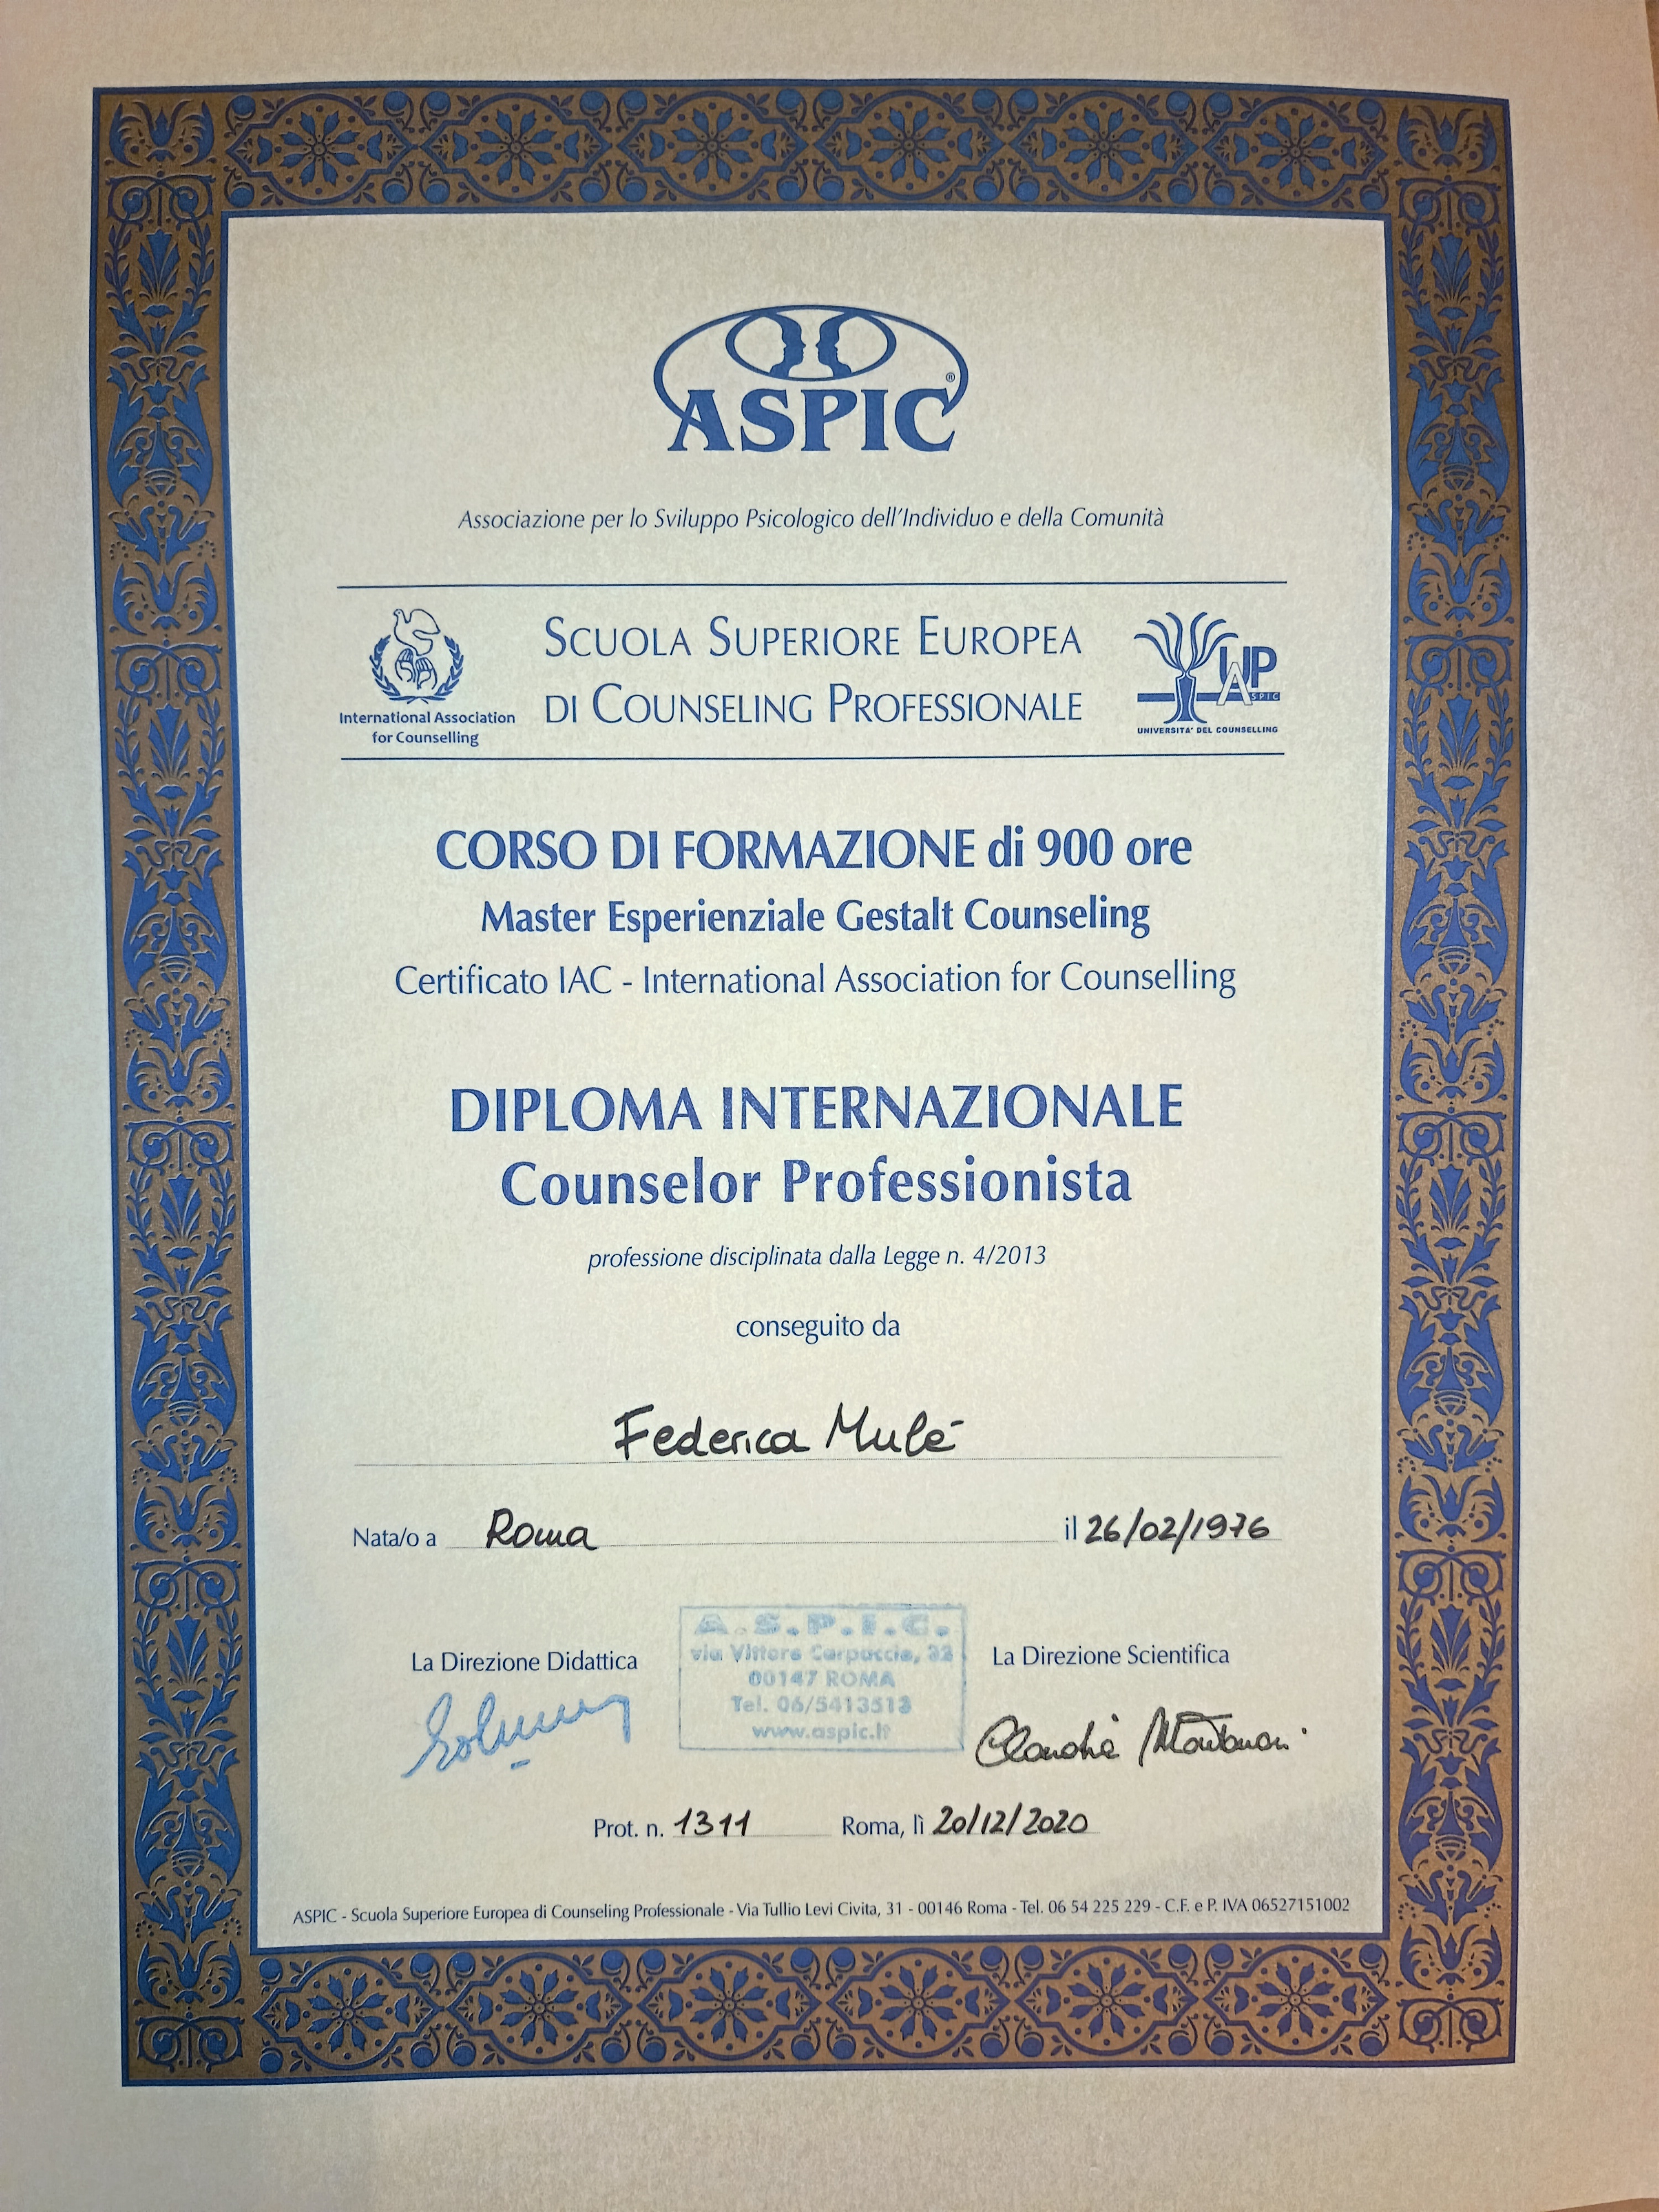 ASPIC®
Associazione per lo Sviluppo Psicologico dell'Individuo e della Comunità
International Association
for Counselling
SCUOLA SUPERIORE EUROPEA
DI COUNSELING PROFESSIONALE
UAP
ASPIC
UNIVERSITA' DEL COUNSELLING
CORSO DI FORMAZIONE di 900 ore
Master Esperienziale Gestalt Counseling
Certificato IAC - International Association for Counselling
DIPLOMA INTERNAZIONALE
Counselor Professionista
professione disciplinata dalla Legge n. 4/2013
conseguito da
Federica Mulé
Nata/o a Roma il 26/02/1976
La Direzione Didattica
A.S.P.I.C.
via Vittore Carpaccio, 32
00147 ROMA
Tel. 06/5413513
www.aspic.it
La Direzione Scientifica
Claudia Montanari
Prot. n. 1311 Roma, lì 20/12/2020
ASPIC - Scuola Superiore Europea di Counseling Professionale - Via Tullio Levi Civita, 31 - 00146 Roma - Tel. 06 54 225 229 - C.F. e P. IVA 06527151002